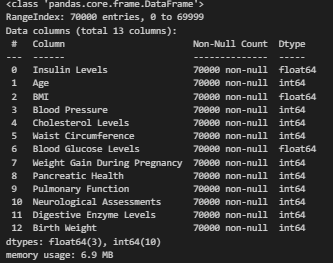 <class 'pandas.core.frame.DataFrame'>
RangeIndex: 70000 entries, 0 to 69999
Data columns (total 13 columns):
 #   Column                        Non-Null Count  Dtype
---  ------                        --------------  -----
 0   Insulin Levels                70000 non-null  float64
 1   Age                           70000 non-null  int64
 2   BMI                           70000 non-null  float64
 3   Blood Pressure                70000 non-null  int64
 4   Cholesterol Levels            70000 non-null  int64
 5   Waist Circumference           70000 non-null  int64
 6   Blood Glucose Levels          70000 non-null  float64
 7   Weight Gain During Pregnancy  70000 non-null  int64
 8   Pancreatic Health             70000 non-null  int64
 9   Pulmonary Function            70000 non-null  int64
 10  Neurological Assessments      70000 non-null  int64
 11  Digestive Enzyme Levels       70000 non-null  int64
 12  Birth Weight                  70000 non-null  int64
dtypes: float64(3), int64(10)
memory usage: 6.9 MB